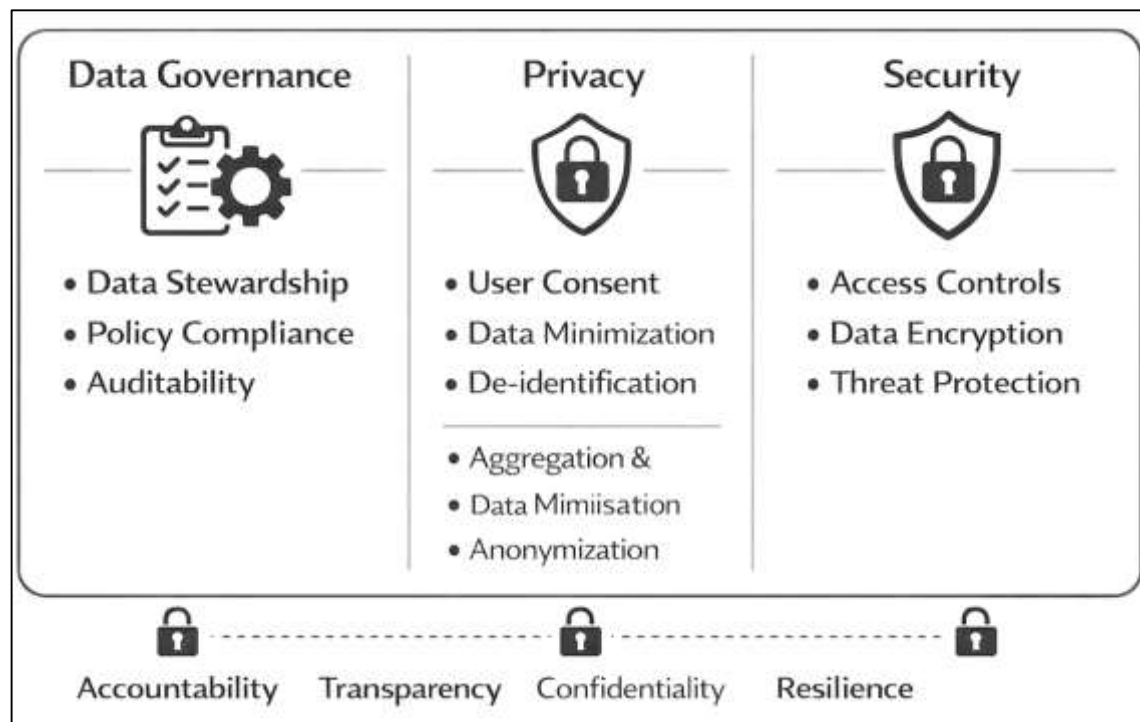 Data Governance
• Data Stewardship
• Policy Compliance
• Auditability
Privacy
• User Consent
• Data Minimization
• De-identification
• Aggregation &
• Data Mimiisation
• Anonymization
Security
• Access Controls
• Data Encryption
• Threat Protection
Accountability Transparency Confidentiality Resilience